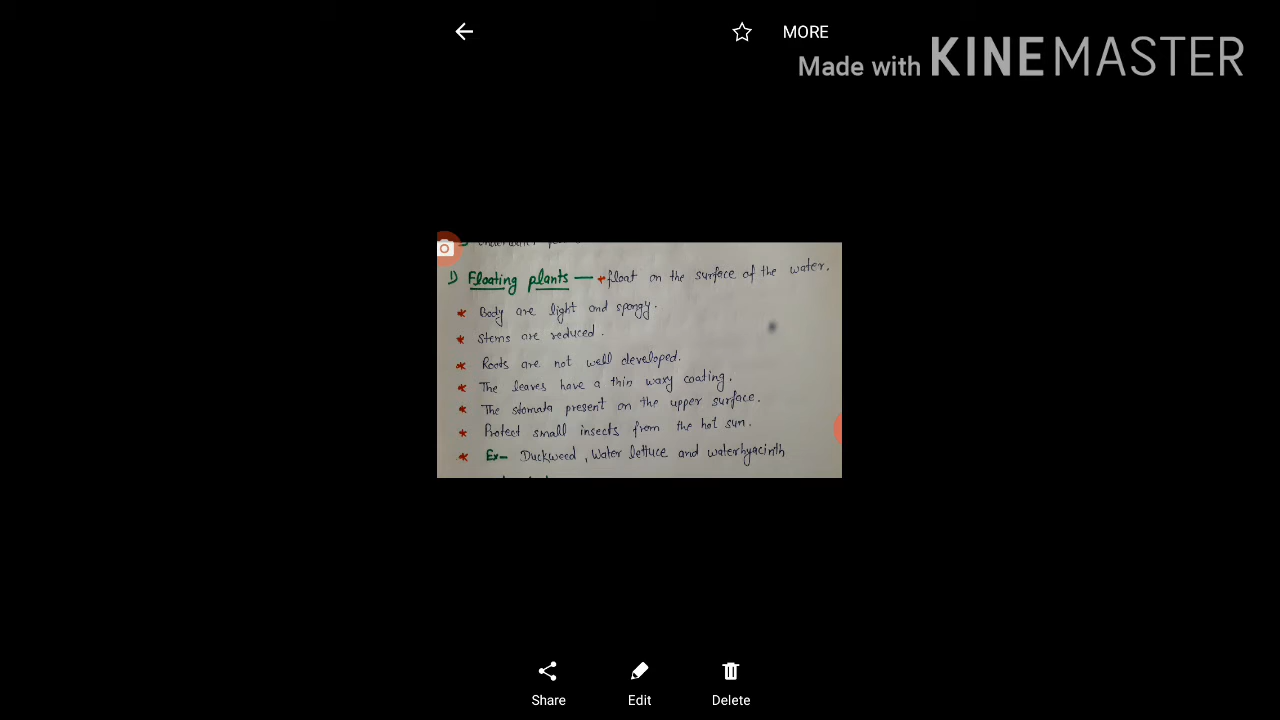 MORE
Made with KINEMASTER
1) Floating plants — * float on the surface of the water.
* Body are light and spongy.
* Stems are reduced.
* Roots are not well developed.
* The leaves have a thin waxy coating.
* The stomata present on the upper surface.
* Protect small insects from the hot sun.
* Ex- Duckweed, Water lettuce and waterhyacinth
Share Edit Delete